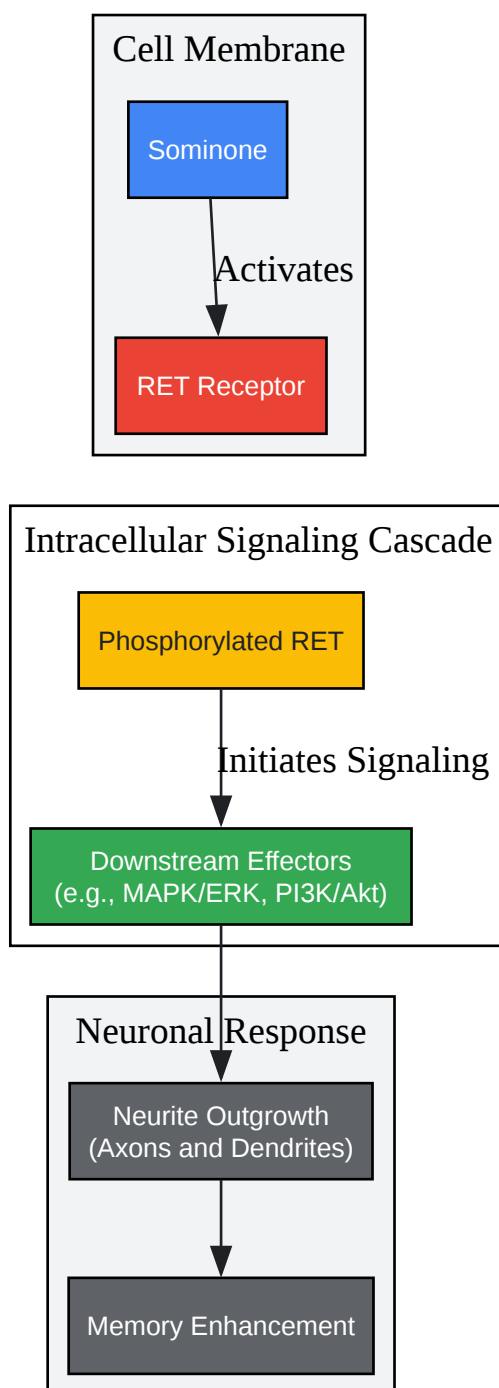 Cell Membrane
Sominone
Activates
RET Receptor
Intracellular Signaling Cascade
Phosphorylated RET
Initiates Signaling
Downstream Effectors
(e.g., MAPK/ERK, PI3K/Akt)
Neuronal Response
Neurite Outgrowth
(Axons and Dendrites)
Memory Enhancement